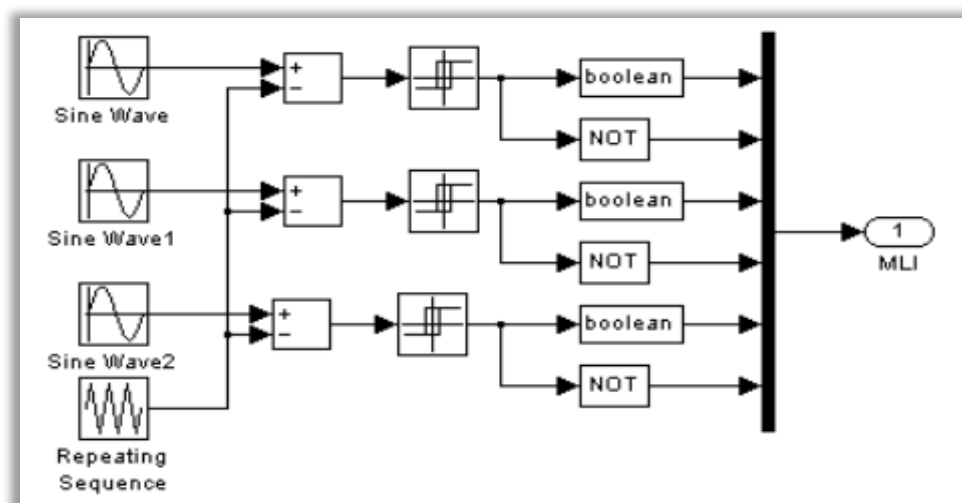 +
−
boolean
Sine Wave
NOT
+
−
boolean
Sine Wave1
NOT
1
MLI
+
−
boolean
Sine Wave2
NOT
Repeating
Sequence